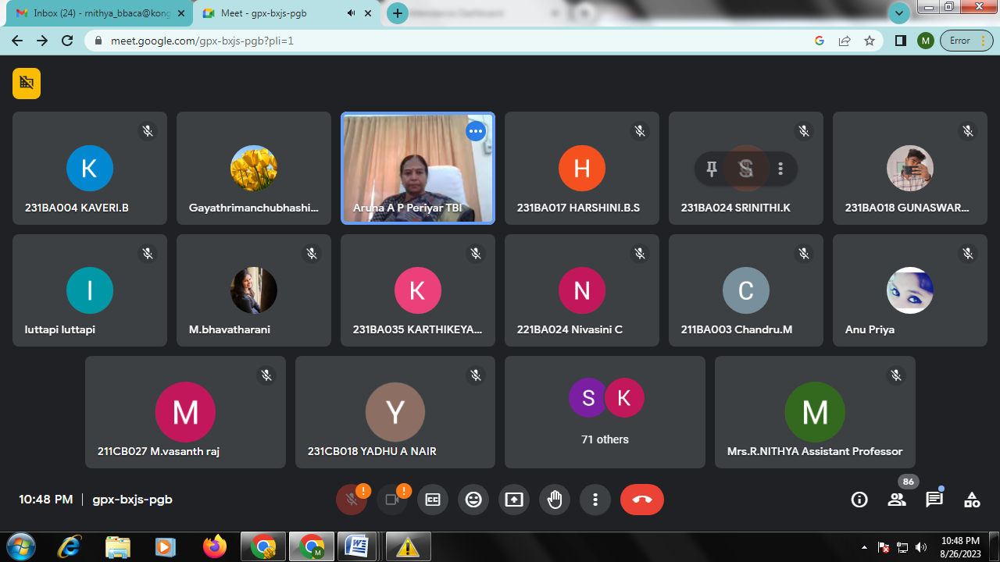 Inbox (24) - rnithya_bbaca@kong
Meet - gpx-bxjs-pgb
meet.google.com/gpx-bxjs-pgb?pli=1
M
Error
K
231BA004 KAVERI.B
Gayathrimanchubhashi...
Aruna A P Periyar TBI
H
231BA017 HARSHINI.B.S
S
231BA024 SRINITHI.K
231BA018 GUNASWAR...
I
luttapi luttapi
M.bhavatharani
K
231BA035 KARTHIKEYA...
N
221BA024 Nivasini C
C
211BA003 Chandru.M
Anu Priya
M
211CB027 M.vasanth raj
Y
231CB018 YADHU A NAIR
S K
71 others
M
Mrs.R.NITHYA Assistant Professor
10:48 PM | gpx-bxjs-pgb
86
10:48 PM
8/26/2023